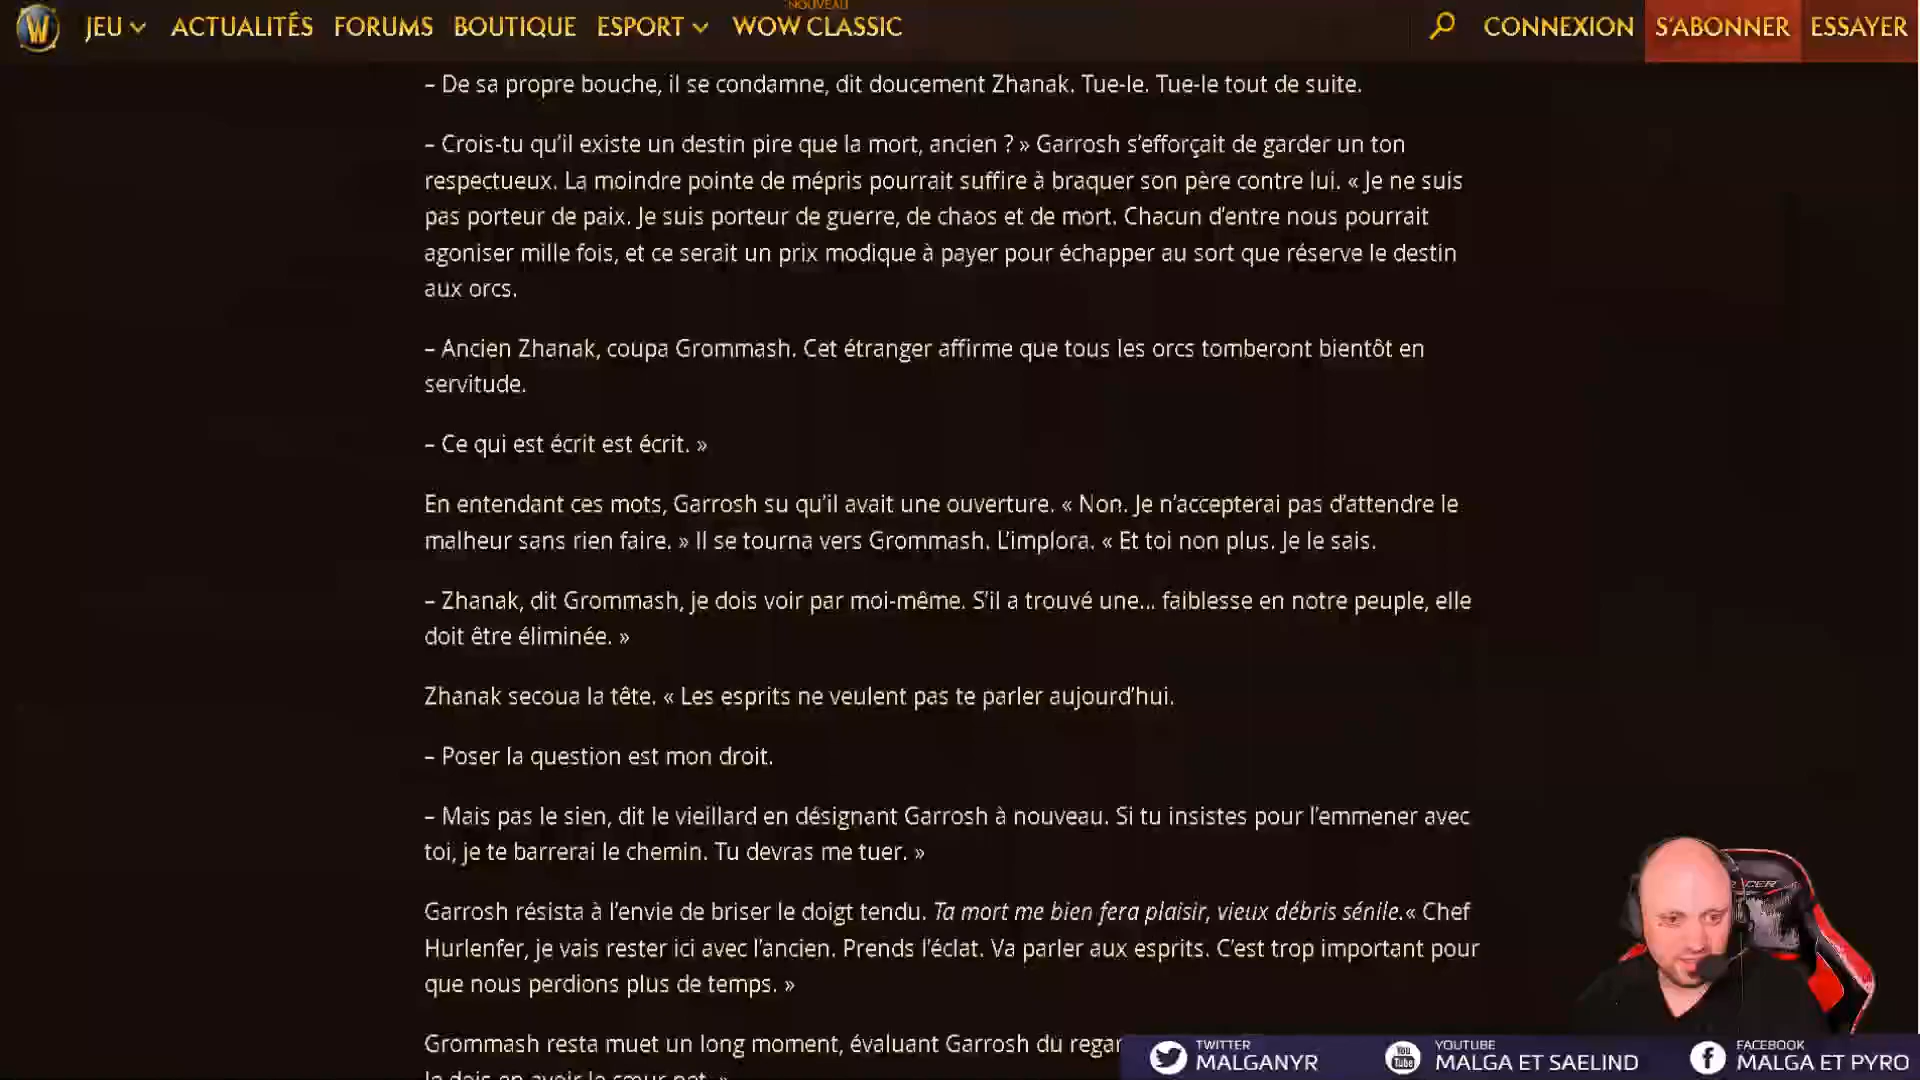 NOUVEAU
JEU ACTUALITÉS FORUMS BOUTIQUE ESPORT WOW CLASSIC CONNEXION S'ABONNER ESSAYER
– De sa propre bouche, il se condamne, dit doucement Zhanak. Tue-le. Tue-le tout de suite.
– Crois-tu qu'il existe un destin pire que la mort, ancien ? » Garrosh s'efforçait de garder un ton
respectueux. La moindre pointe de mépris pourrait suffire à braquer son père contre lui. « Je ne suis
pas porteur de paix. Je suis porteur de guerre, de chaos et de mort. Chacun d'entre nous pourrait
agoniser mille fois, et ce serait un prix modique à payer pour échapper au sort que réserve le destin
aux orcs.
– Ancien Zhanak, coupa Grommash. Cet étranger affirme que tous les orcs tomberont bientôt en
servitude.
– Ce qui est écrit est écrit. »
En entendant ces mots, Garrosh su qu'il avait une ouverture. « Non. Je n'accepterai pas d'attendre le
malheur sans rien faire. » Il se tourna vers Grommash. L'implora. « Et toi non plus. Je le sais.
– Zhanak, dit Grommash, je dois voir par moi-même. S'il a trouvé une... faiblesse en notre peuple, elle
doit être éliminée. »
Zhanak secoua la tête. « Les esprits ne veulent pas te parler aujourd'hui.
– Poser la question est mon droit.
– Mais pas le sien, dit le vieillard en désignant Garrosh à nouveau. Si tu insistes pour l'emmener avec
toi, je te barrerai le chemin. Tu devras me tuer. »
Garrosh résista à l'envie de briser le doigt tendu. Ta mort me bien fera plaisir, vieux débris sénile.« Chef
Hurlenfer, je vais rester ici avec l'ancien. Prends l'éclat. Va parler aux esprits. C'est trop important pour
que nous perdions plus de temps. »
Grommash resta muet un long moment, évaluant Garrosh du regar
TWITTER
MALGANYR
YOUTUBE
MALGA ET SAELIND
FACEBOOK
MALGA ET PYRO